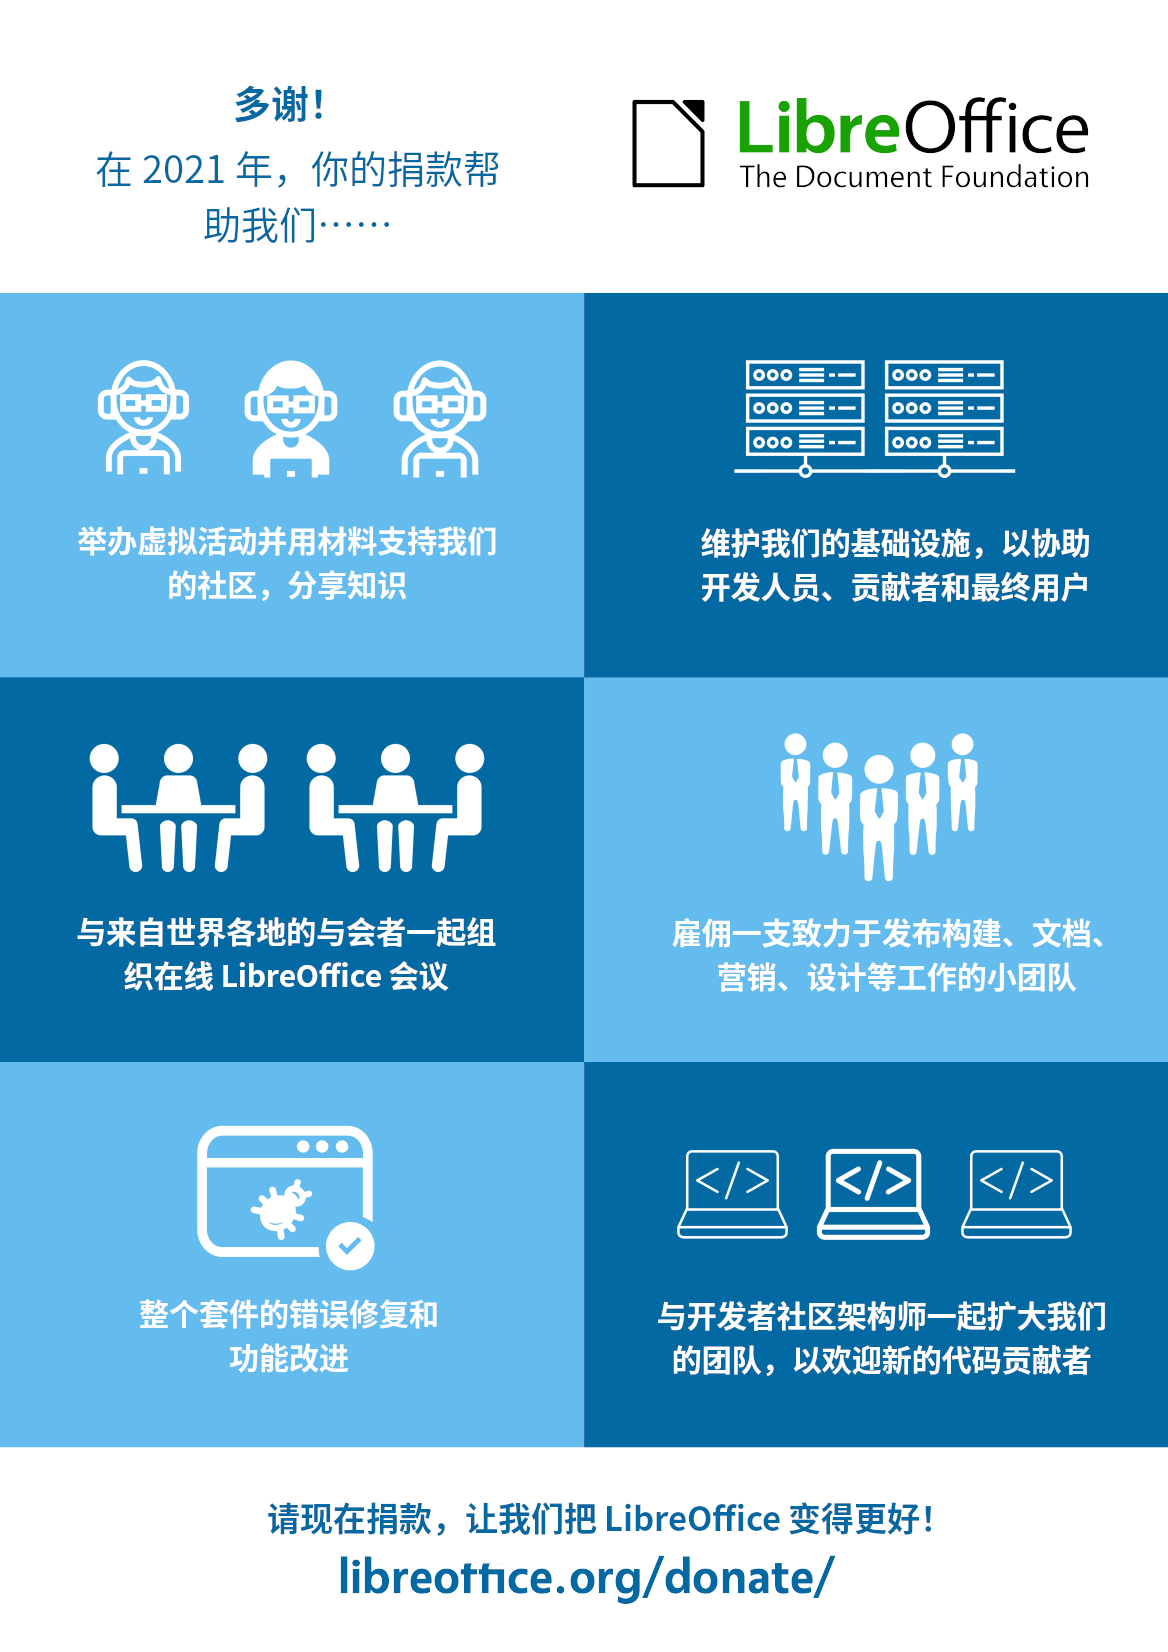 多谢！
在 2021 年，你的捐款帮
助我们……
LibreOffice
The Document Foundation
举办虚拟活动并用材料支持我们
的社区，分享知识
维护我们的基础设施，以协助
开发人员、贡献者和最终用户
与来自世界各地的与会者一起组
织在线 LibreOffice 会议
雇佣一支致力于发布构建、文档、
营销、设计等工作的小团队
整个套件的错误修复和
功能改进
</>
</>
</>
与开发者社区架构师一起扩大我们
的团队，以欢迎新的代码贡献者
请现在捐款，让我们把 LibreOffice 变得更好！
libreoffice.org/donate/